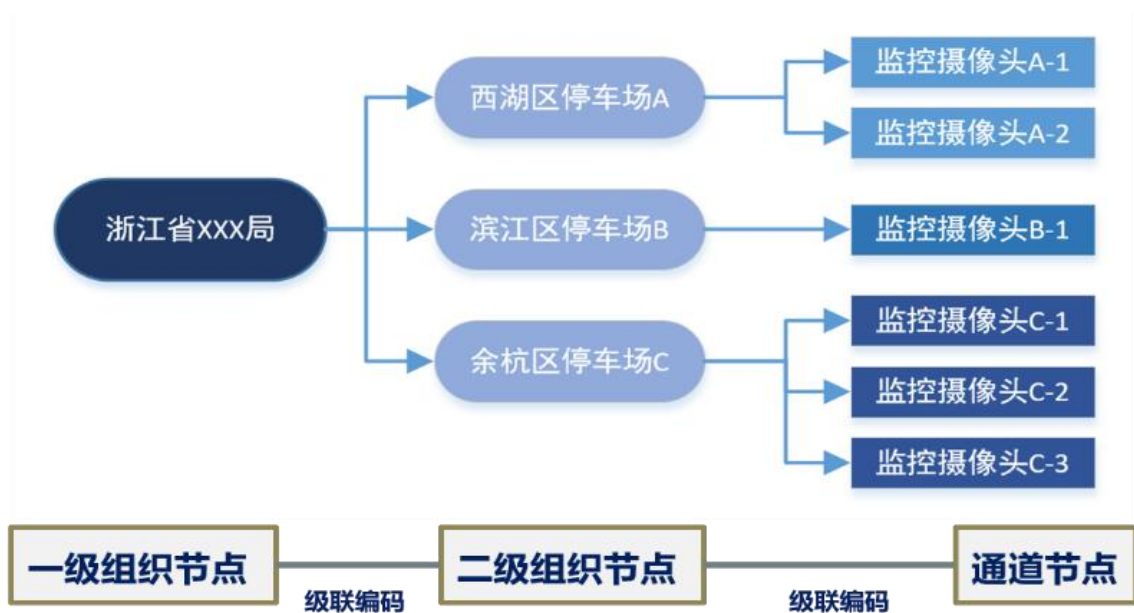 监控摄像头A-1
西湖区停车场A
监控摄像头A-2
浙江省XXX局
滨江区停车场B
监控摄像头B-1
监控摄像头C-1
余杭区停车场C
监控摄像头C-2
监控摄像头C-3
一级组织节点
二级组织节点
通道节点
级联编码
级联编码